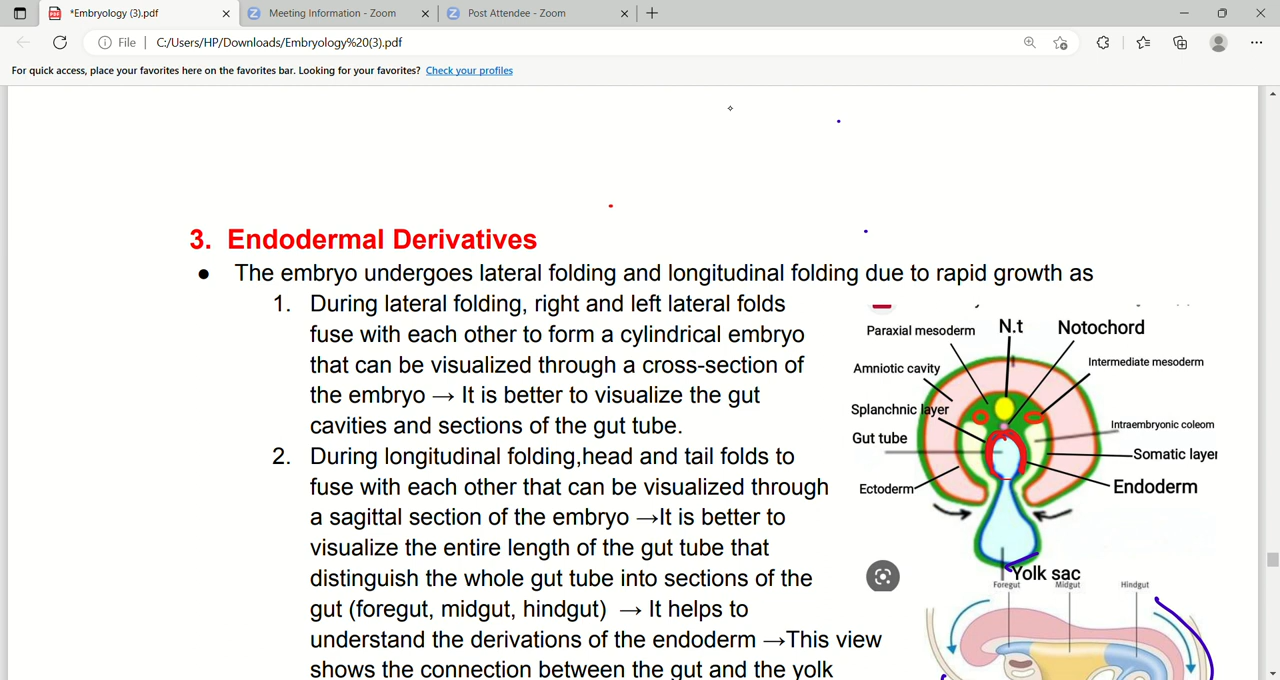 *Embryology (3).pdf
Meeting Information - Zoom
Post Attendee - Zoom
File
C:/Users/HP/Downloads/Embryology%20(3).pdf
For quick access, place your favorites here on the favorites bar. Looking for your favorites? Check your profiles
3. Endodermal Derivatives
● The embryo undergoes lateral folding and longitudinal folding due to rapid growth as
1. During lateral folding, right and left lateral folds
fuse with each other to form a cylindrical embryo
that can be visualized through a cross-section of
the embryo → It is better to visualize the gut
cavities and sections of the gut tube.
2. During longitudinal folding,head and tail folds to
fuse with each other that can be visualized through
a sagittal section of the embryo →It is better to
visualize the entire length of the gut tube that
distinguish the whole gut tube into sections of the
gut (foregut, midgut, hindgut) → It helps to
understand the derivations of the endoderm →This view
shows the connection between the gut and the yolk
Paraxial mesoderm
N.t
Notochord
Amniotic cavity
Intermediate mesoderm
Splanchnic layer
Intraembryonic coleom
Gut tube
Somatic layer
Ectoderm
Endoderm
Yolk sac
Foregut
Midgut
Hindgut